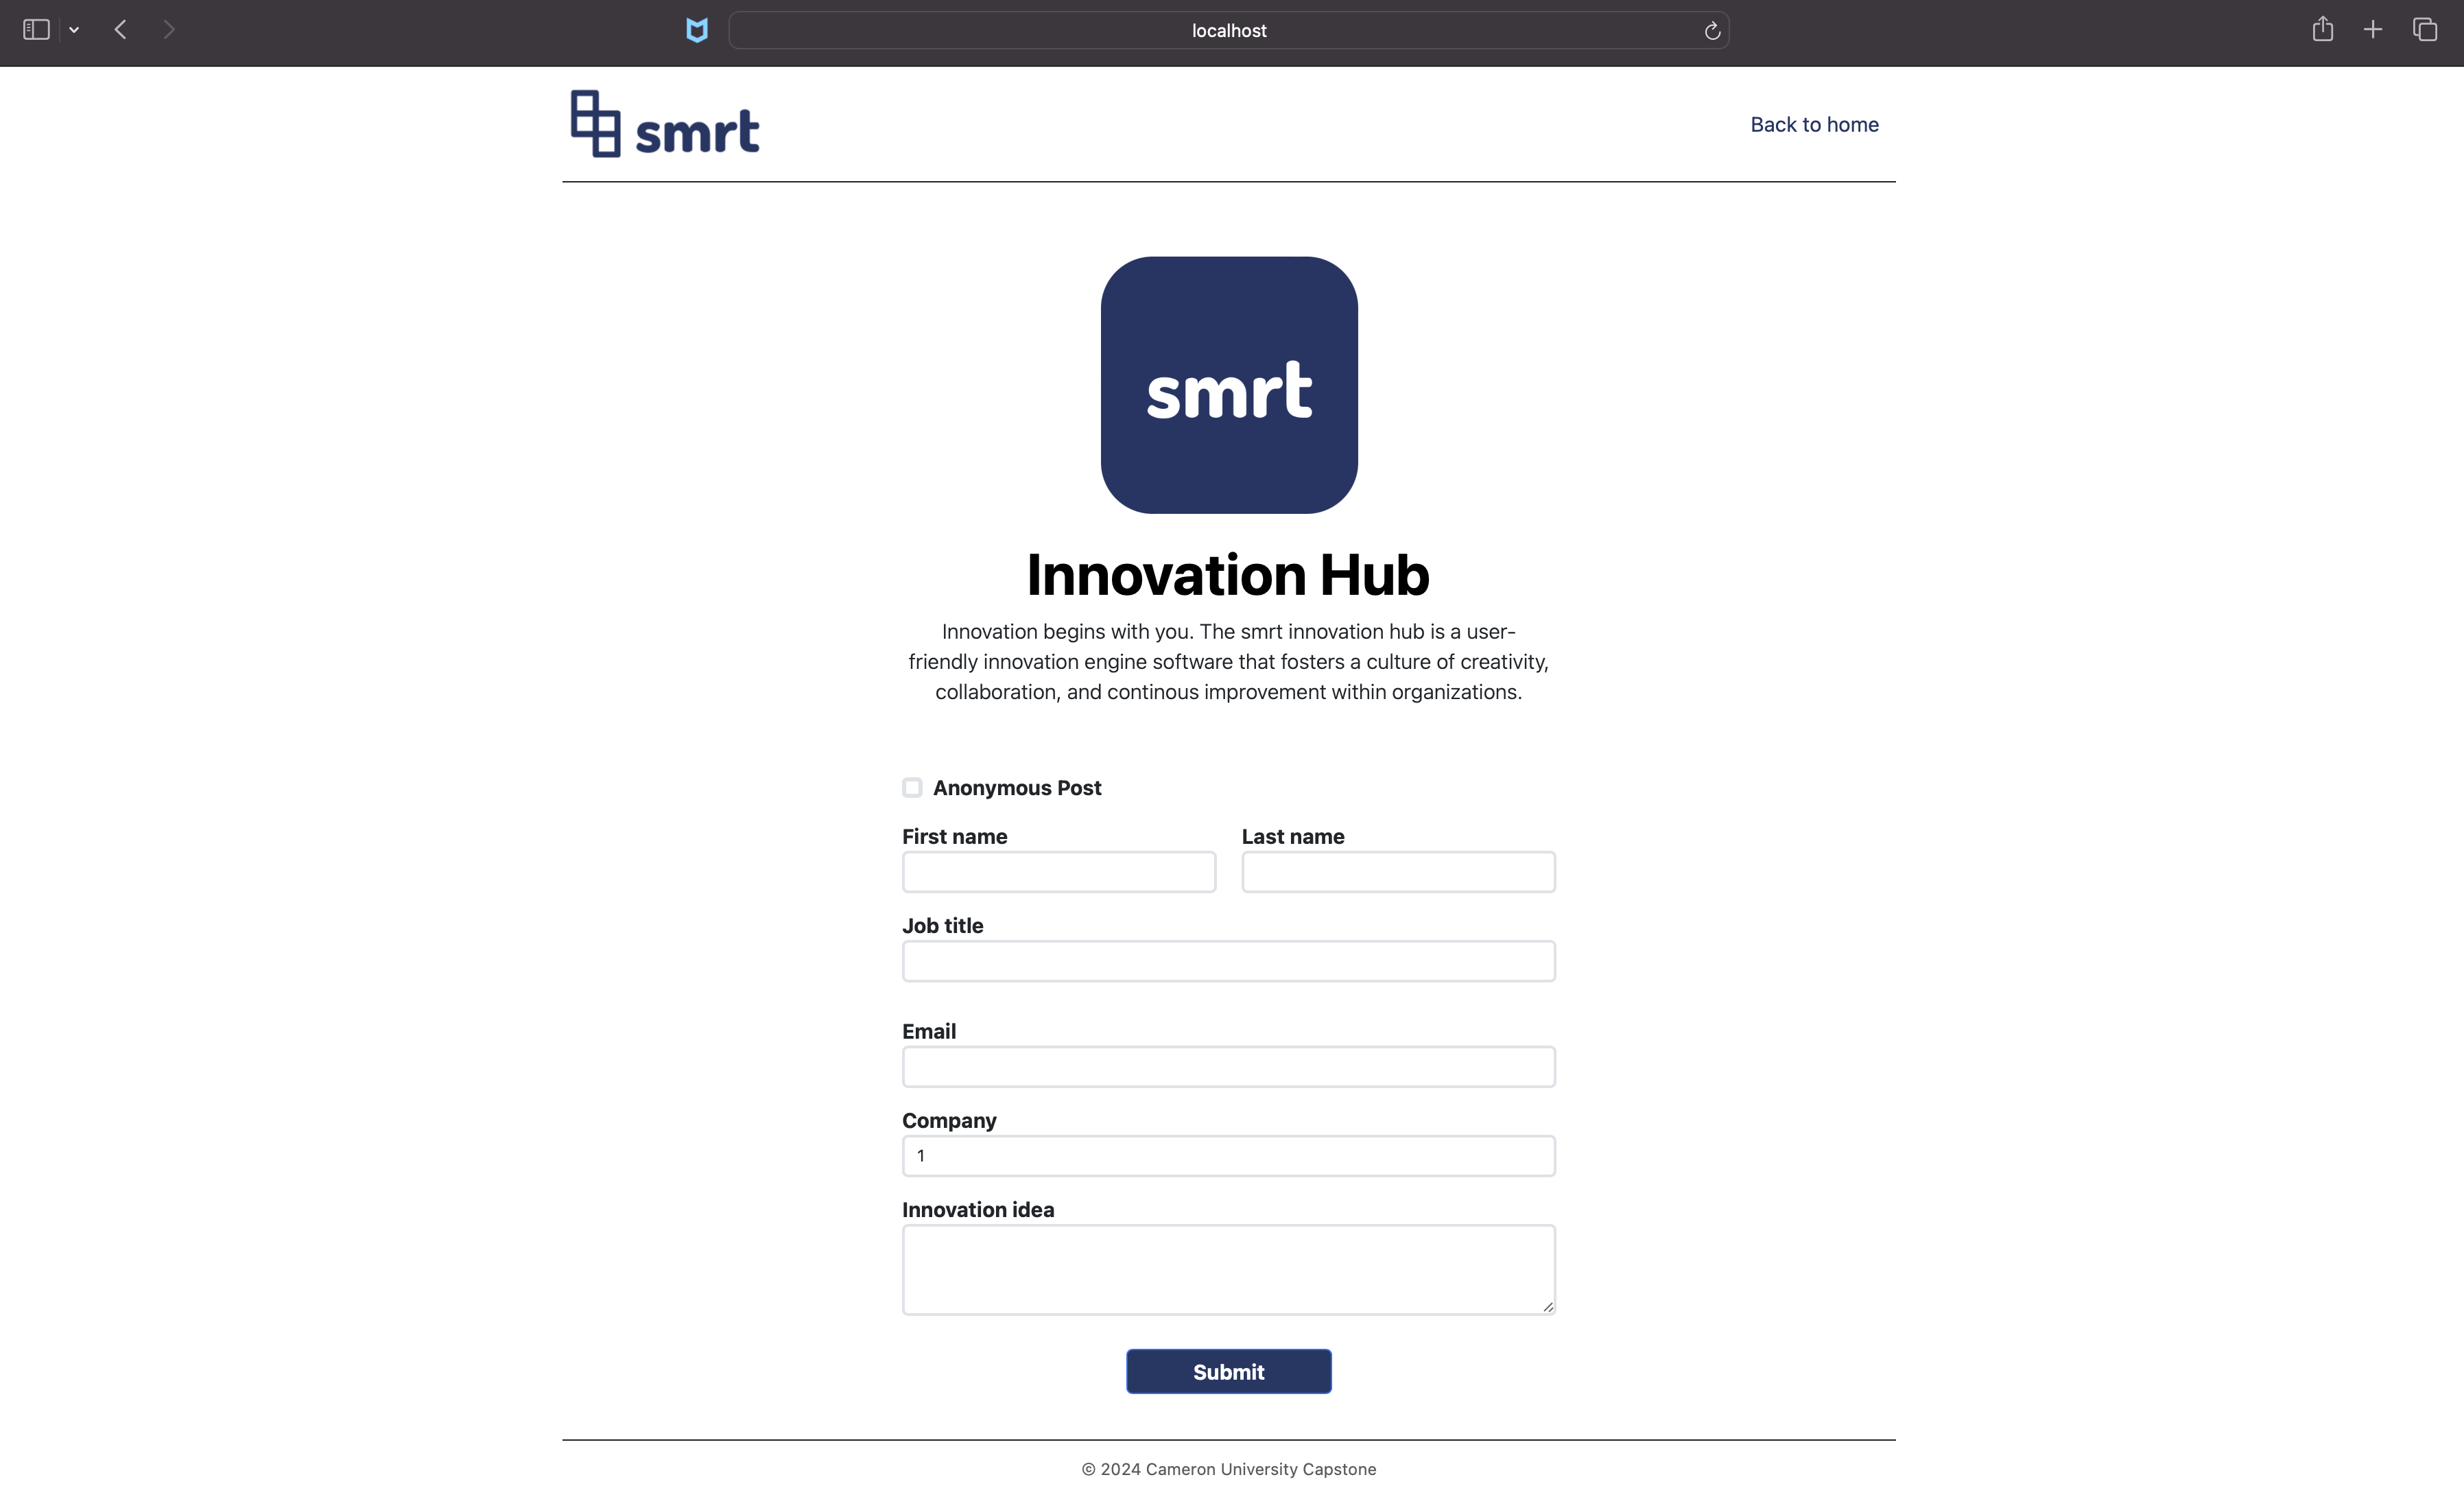 localhost
smrt
Back to home
smrt
Innovation Hub
Innovation begins with you. The smrt innovation hub is a user-
friendly innovation engine software that fosters a culture of creativity,
collaboration, and continous improvement within organizations.
Anonymous Post
First name
Last name
Job title
Email
Company
1
Innovation idea
Submit
© 2024 Cameron University Capstone